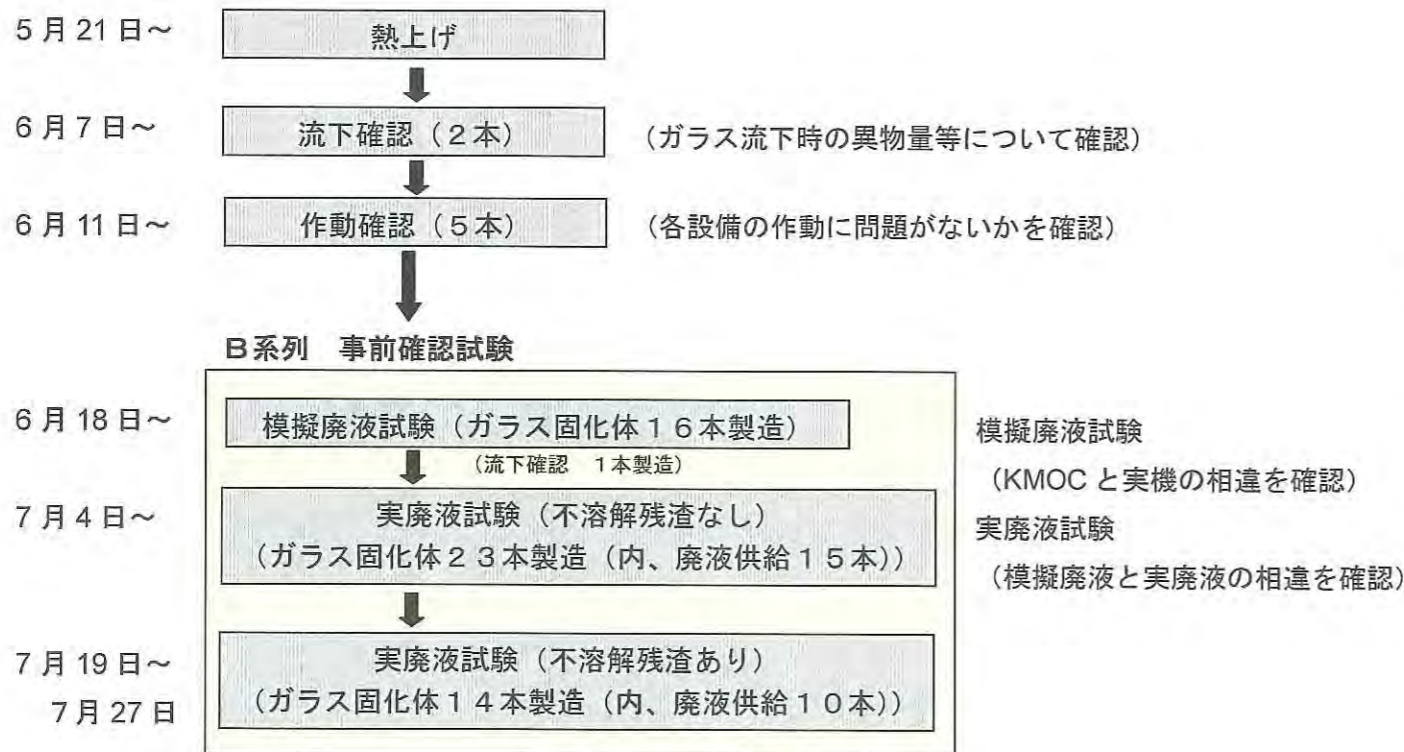 5月21日~ 熱上げ
6月7日~ 流下確認(2本) (ガラス流下時の異物量等について確認)
6月11日~ 作動確認(5本) (各設備の作動に問題がないかを確認)
B系列 事前確認試験
6月18日~ 模擬廃液試験(ガラス固化体16本製造)
(流下確認 1本製造)
模擬廃液試験
(KMOCと実機の相違を確認)
7月4日~ 実廃液試験(不溶解残渣なし)
(ガラス固化体23本製造(内、廃液供給15本))
実廃液試験
(模擬廃液と実廃液の相違を確認)
7月19日~
7月27日
実廃液試験(不溶解残渣あり)
(ガラス固化体14本製造(内、廃液供給10本))